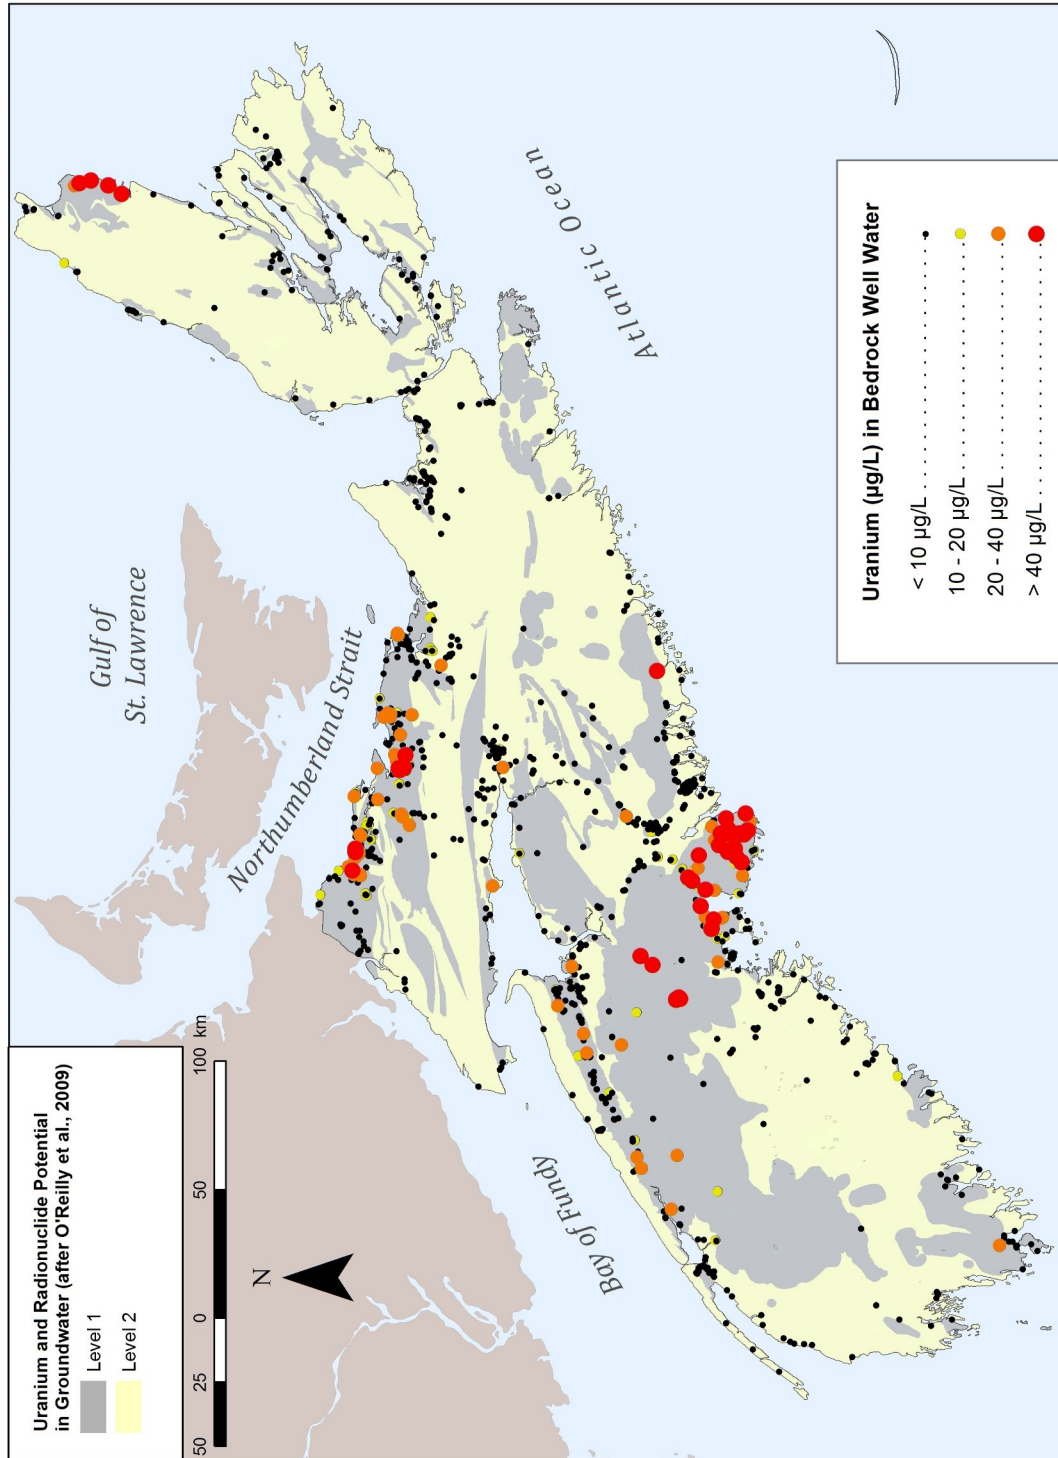 Uranium and Radionuclide Potential
in Groundwater (after O'Reilly et al., 2009)
Level 1
Level 2
50 25 0 50 100 km
N
Gulf of
St. Lawrence
Northumberland Strait
Bay of Fundy
Atlantic Ocean
Uranium (µg/L) in Bedrock Well Water
< 10 µg/L
10 - 20 µg/L
20 - 40 µg/L
> 40 µg/L